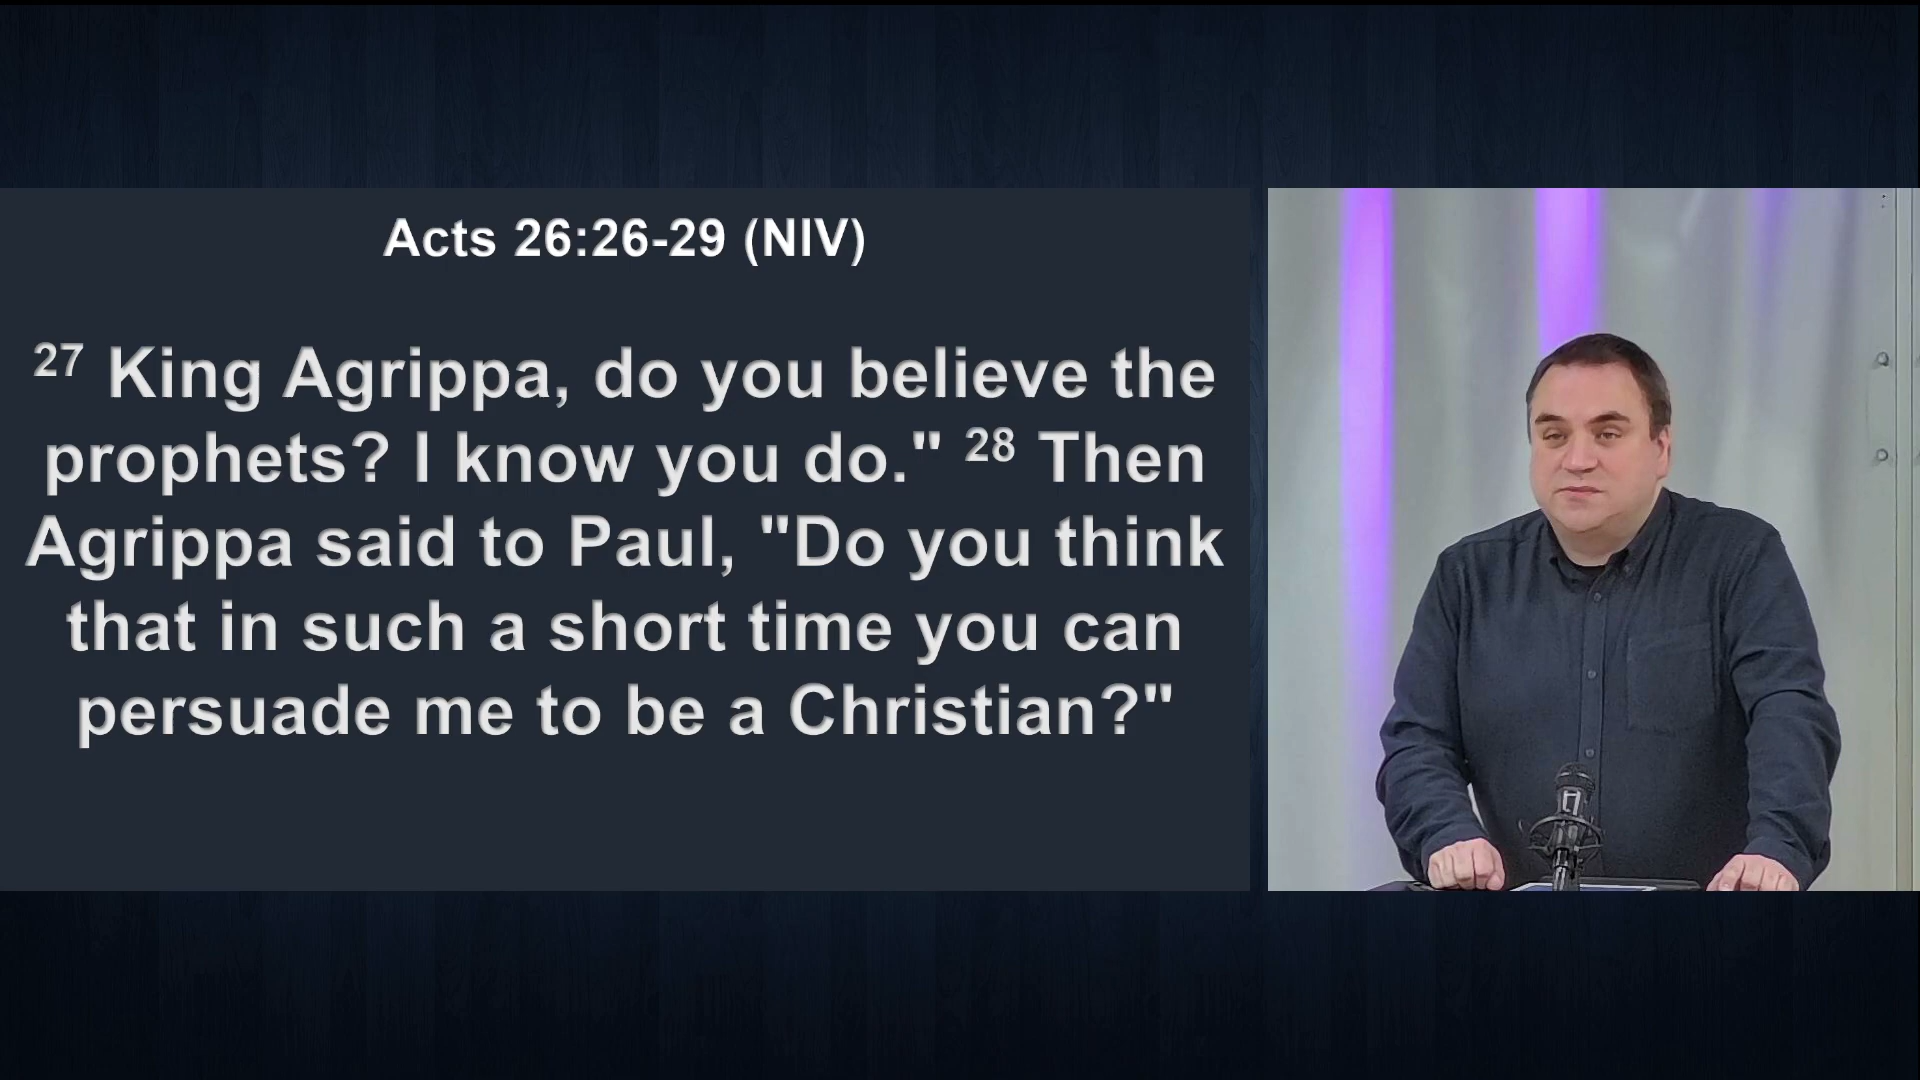 Acts 26:26-29 (NIV)
27 King Agrippa, do you believe the
prophets? I know you do." 28 Then
Agrippa said to Paul, "Do you think
that in such a short time you can
persuade me to be a Christian?"